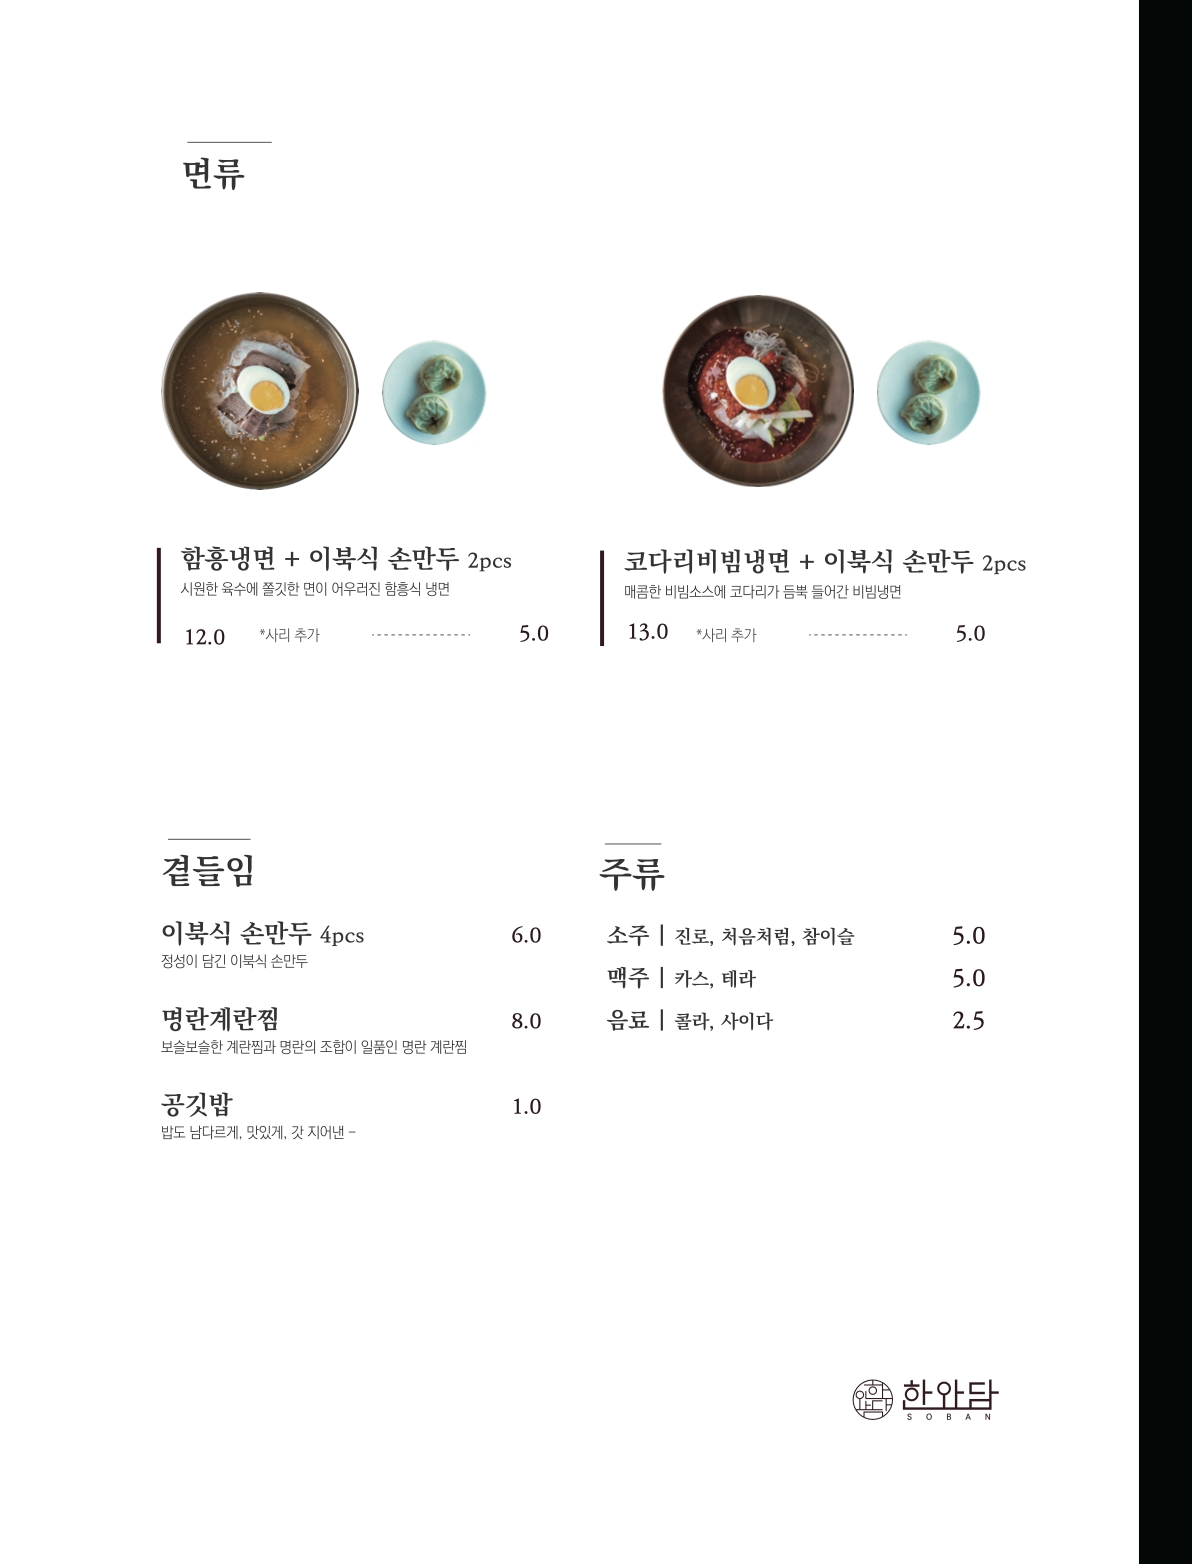 면류
함흥냉면 + 이북식 손만두 2pcs
시원한 육수에 쫄깃한 면이 어우러진 함흥식 냉면
12.0 *사리 추가 ---------------- 5.0
코다리비빔냉면 + 이북식 손만두 2pcs
매콤한 비빔소스에 코다리가 듬뿍 들어간 비빔냉면
13.0 *사리 추가 ---------------- 5.0
곁들임
이북식 손만두 4pcs 6.0
정성이 담긴 이북식 손만두
명란계란찜 8.0
보슬보슬한 계란찜과 명란의 조합이 일품인 명란 계란찜
공깃밥 1.0
밥도 남다르게, 맛있게, 갓 지어낸 –
주류
소주 | 진로, 처음처럼, 참이슬 5.0
맥주 | 카스, 테라 5.0
음료 | 콜라, 사이다 2.5
한와담
한와담
SOBAN